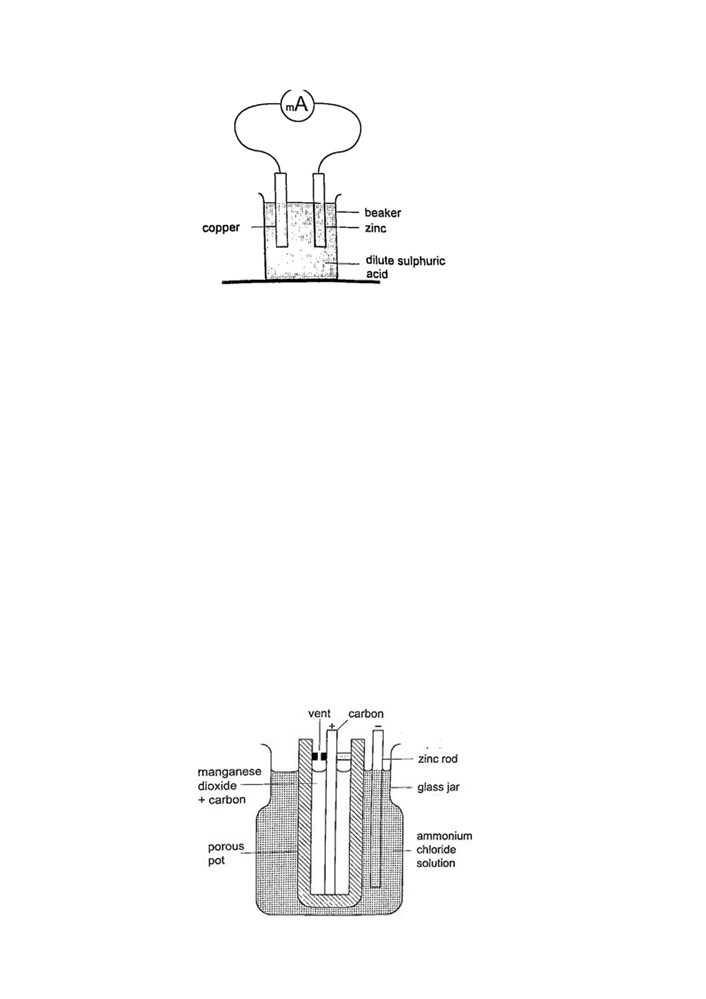 mA
copper
beaker
zinc
dilute sulphuric
acid
vent
carbon
+
−
zinc rod
manganese
dioxide
+ carbon
glass jar
porous
pot
ammonium
chloride
solution